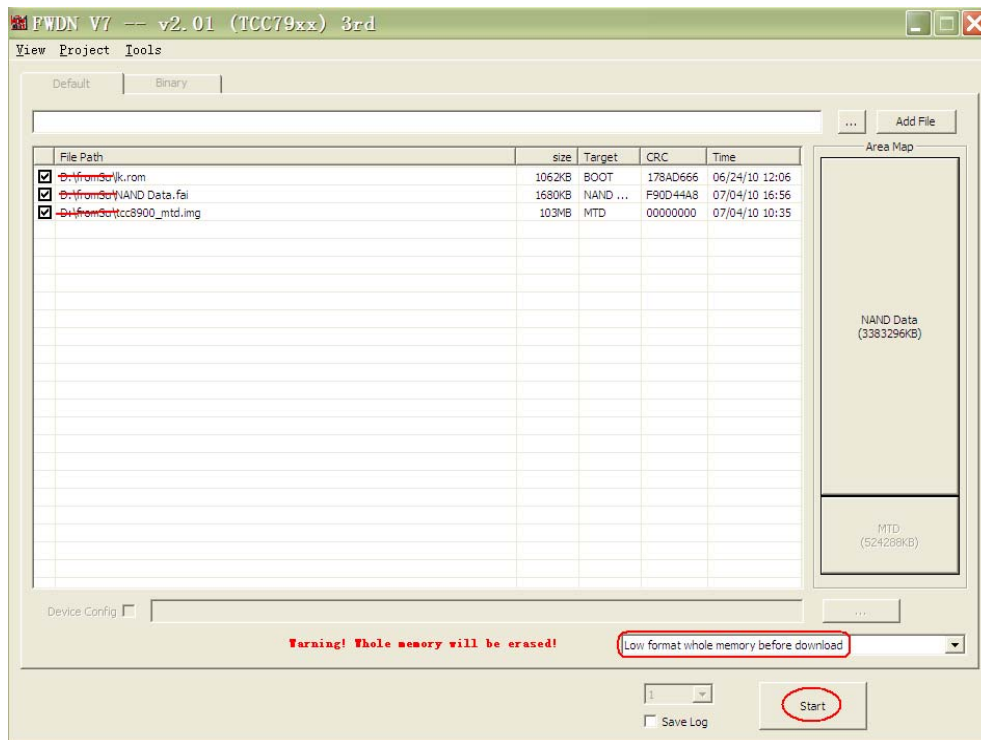 FWDN V7 -- v2.01 (TCC79xx) 3rd
View Project Tools
Default Binary
... Add File
File Path size Target CRC Time Area Map
D:\fromSu\lk.rom 1062KB BOOT 178AD666 06/24/10 12:06
D:\fromSu\NAND Data.fai 1680KB NAND ... F90D44A8 07/04/10 16:56
D:\fromSu\tcc8900_mtd.img 103MB MTD 00000000 07/04/10 10:35
NAND Data
(3383296KB)
MTD
(524288KB)
Device Config ...
Warning! Whole memory will be erased! Low format whole memory before download
1
Save Log
Start